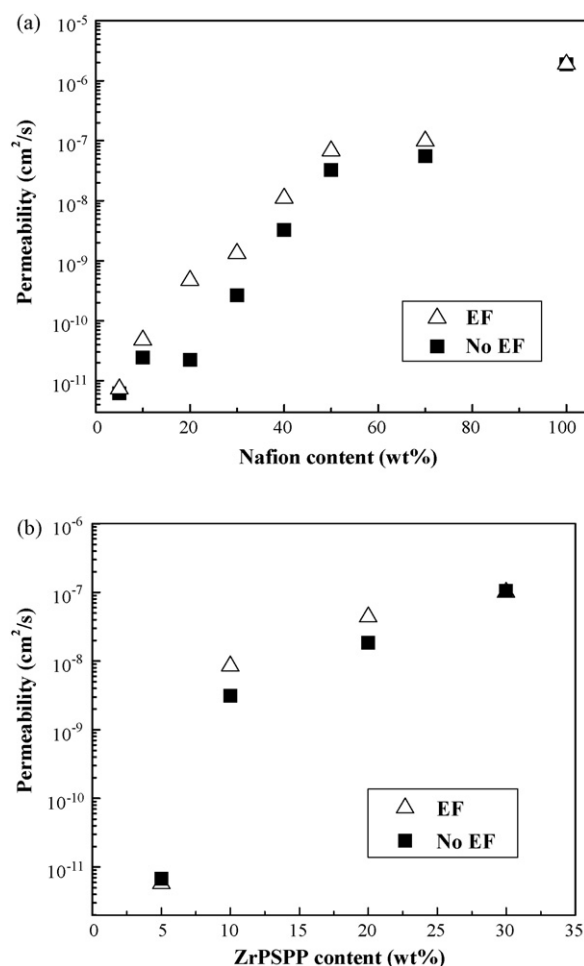 (a)
10⁻⁵
10⁻⁶
10⁻⁷
10⁻⁸
10⁻⁹
10⁻¹⁰
10⁻¹¹
Permeability (cm²/s)
EF
No EF
0 20 40 60 80 100
Nafion content (wt%)
(b)
10⁻⁶
10⁻⁷
10⁻⁸
10⁻⁹
10⁻¹⁰
10⁻¹¹
Permeability (cm²/s)
EF
No EF
0 5 10 15 20 25 30 35
ZrPSPP content (wt%)